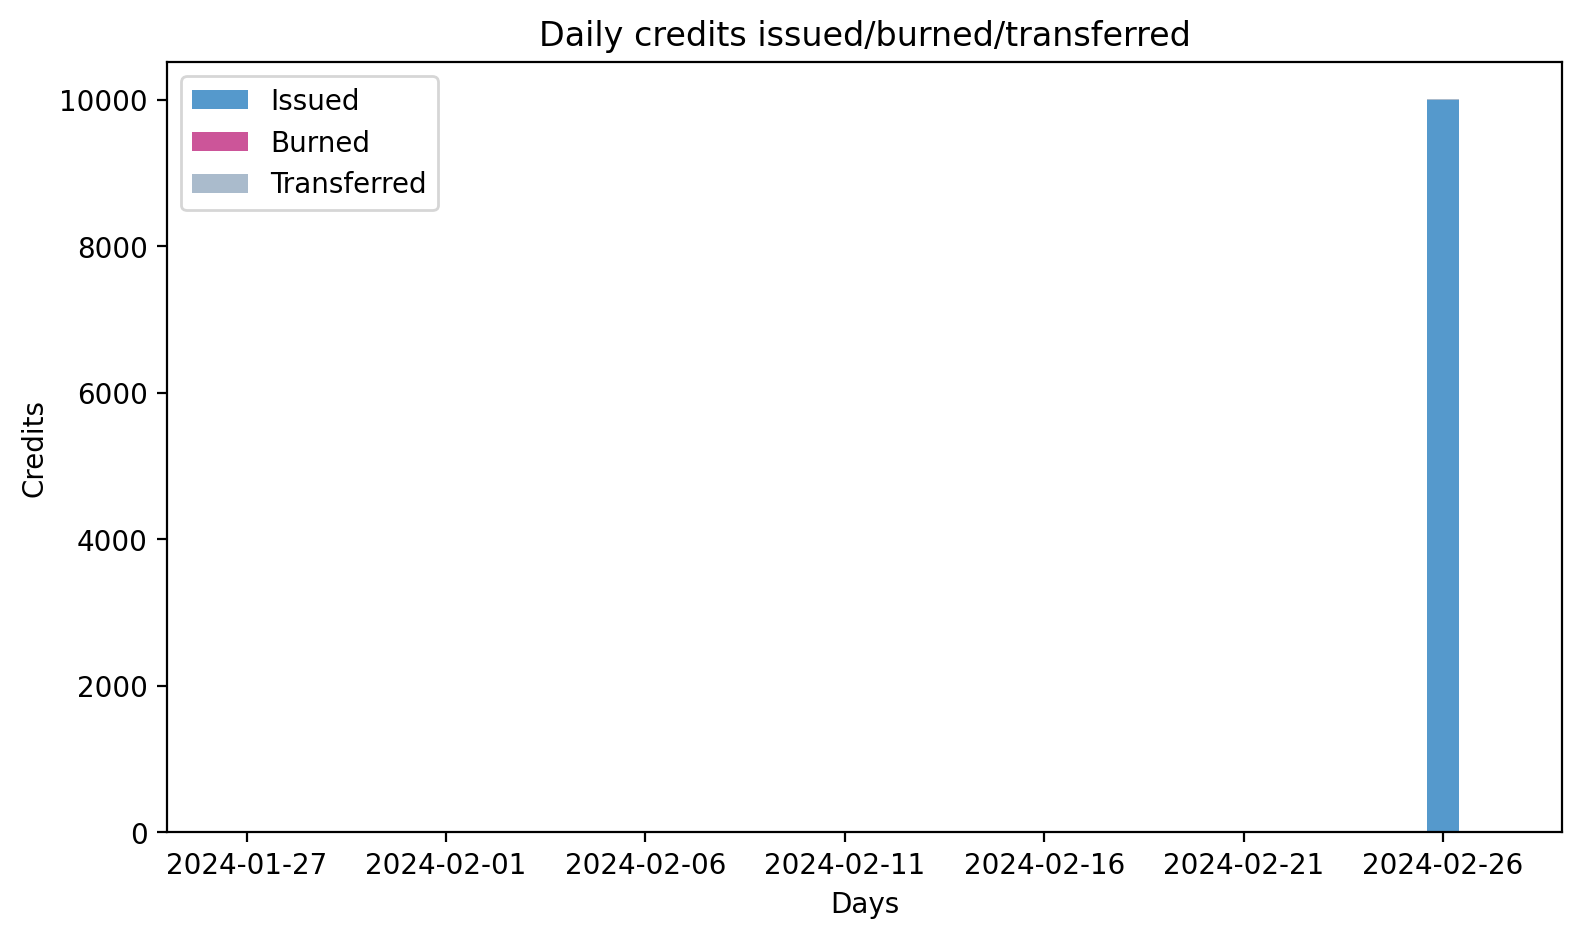 Daily credits issued/burned/transferred
Issued
Burned
Transferred
10000
8000
6000
4000
2000
0
Credits
2024-01-27 2024-02-01 2024-02-06 2024-02-11 2024-02-16 2024-02-21 2024-02-26
Days